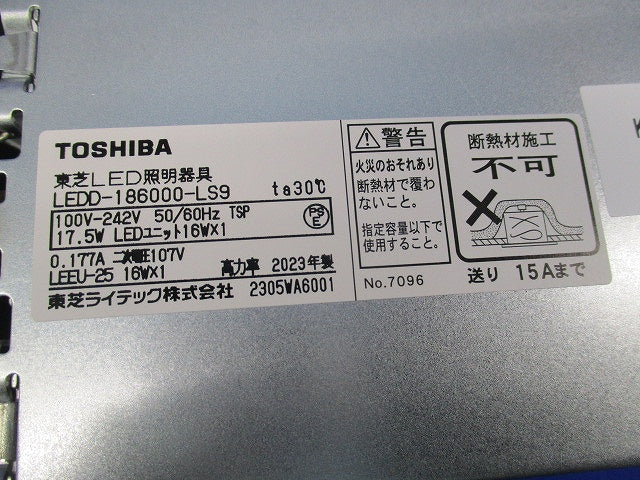 TOSHIBA
東芝LED照明器具
LEDD-186000-LS9 ta30℃
100V-242V 50/60Hz TSP
17.5W LEDユニット16WX1
PS
E
0.177A 二次電圧107V
LEEU-25 16WX1 高力率 2023年製
東芝ライテック株式会社 2305WA6001
警告
火災のおそれあり
断熱材で覆わ
ないこと。
指定容量以下で
使用すること。
No.7096
断熱材施工
不可
送り 15Aまで
K